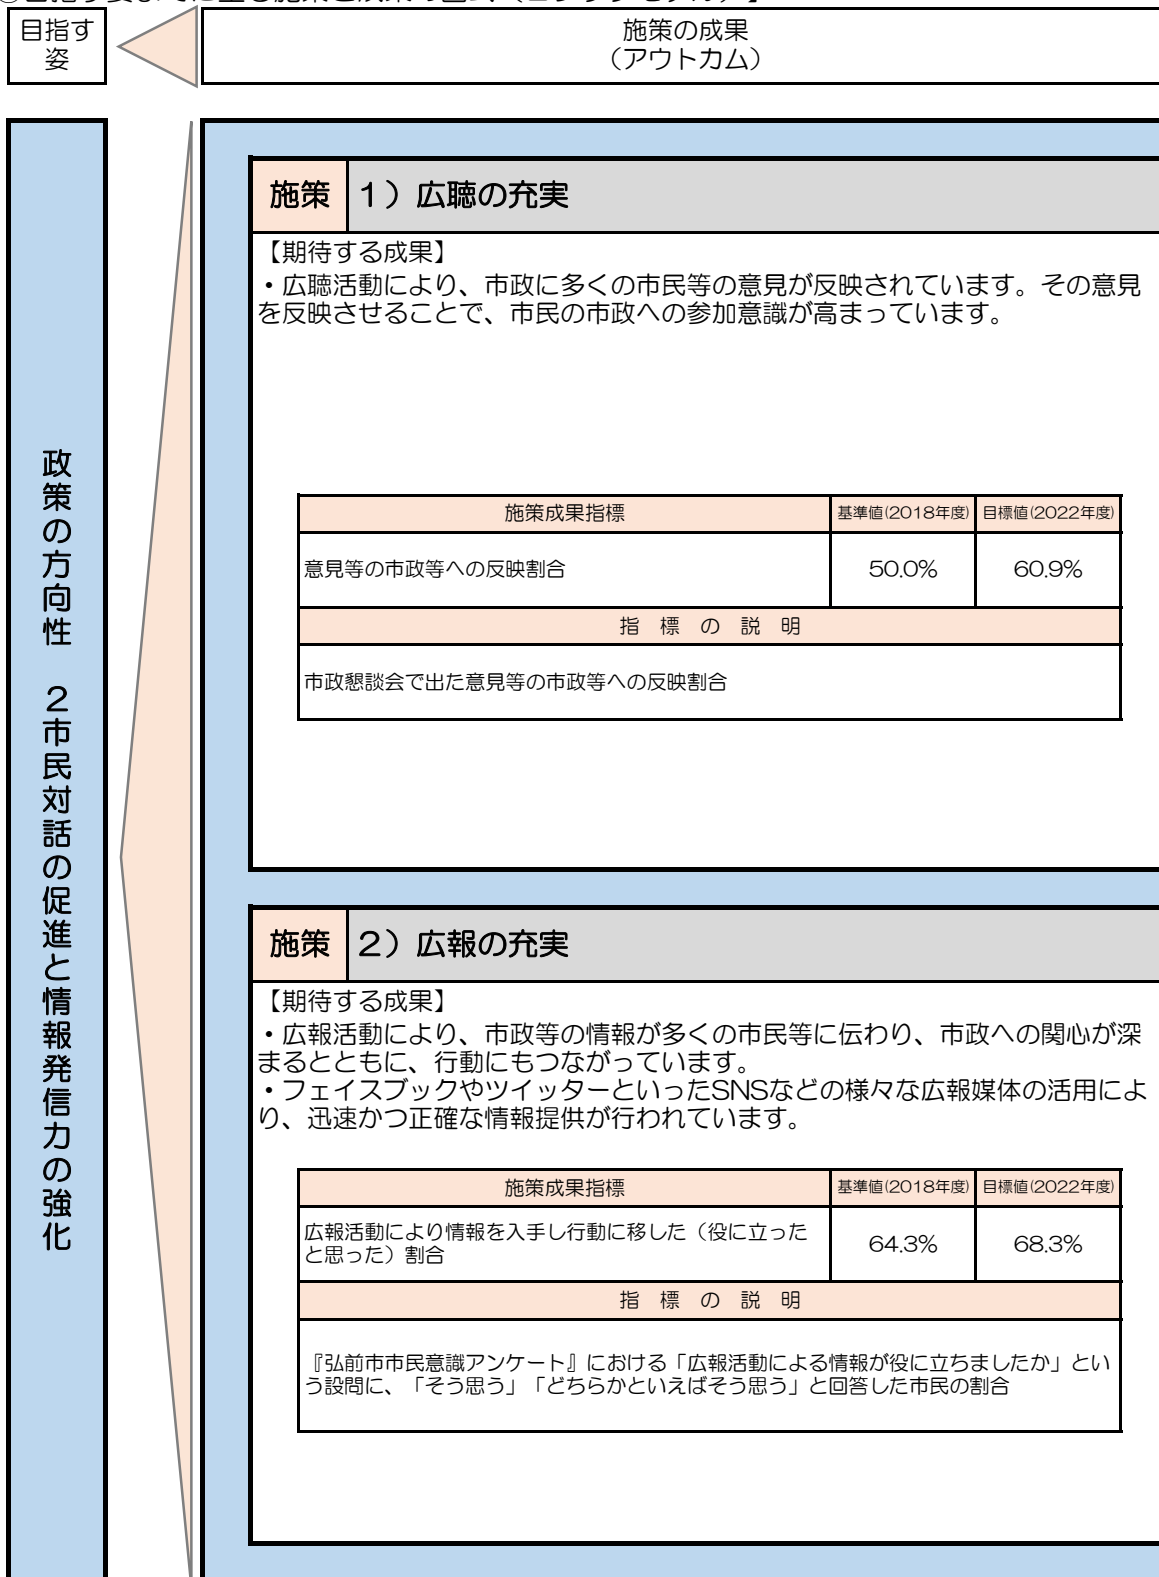 目指す
姿
施策の成果
（アウトカム）
政策の方向性　２市民対話の促進と情報発信力の強化
施策 １）広聴の充実
【期待する成果】
・広聴活動により、市政に多くの市民等の意見が反映されています。その意見
を反映させることで、市民の市政への参加意識が高まっています。
施策成果指標 基準値(2018年度) 目標値(2022年度)
意見等の市政等への反映割合 50.0% 60.9%
指　標　の　説　明
市政懇談会で出た意見等の市政等への反映割合
施策 ２）広報の充実
【期待する成果】
・広報活動により、市政等の情報が多くの市民等に伝わり、市政への関心が深
まるとともに、行動にもつながっています。
・フェイスブックやツイッターといったSNSなどの様々な広報媒体の活用によ
り、迅速かつ正確な情報提供が行われています。
施策成果指標 基準値(2018年度) 目標値(2022年度)
広報活動により情報を入手し行動に移した（役に立った
と思った）割合 64.3% 68.3%
指　標　の　説　明
『弘前市市民意識アンケート』における「広報活動による情報が役に立ちましたか」とい
う設問に、「そう思う」「どちらかといえばそう思う」と回答した市民の割合